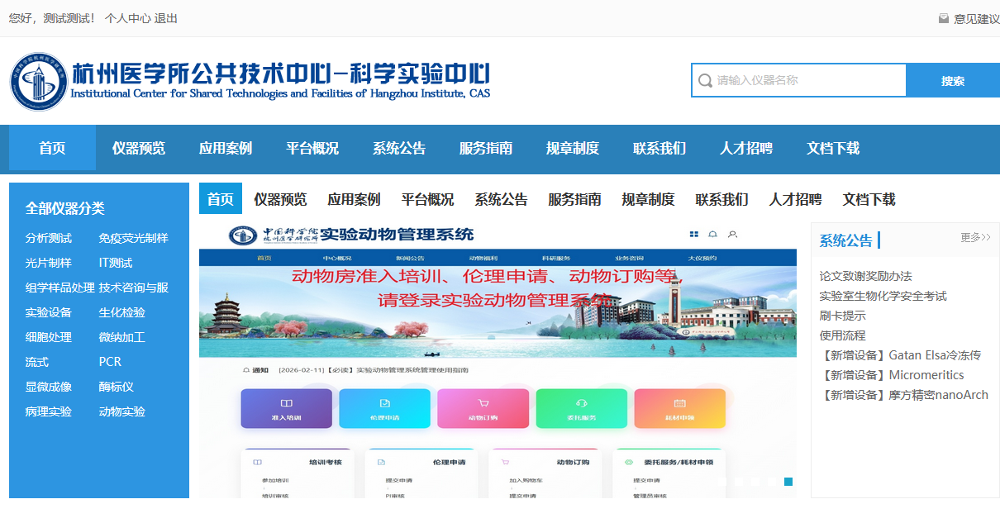 您好，测试测试！ 个人中心 退出
意见建议
杭州医学所公共技术中心-科学实验中心
Institutional Center for Shared Technologies and Facilities of Hangzhou Institute, CAS
请输入仪器名称
搜索
首页 仪器预览 应用案例 平台概况 系统公告 服务指南 规章制度 联系我们 人才招聘 文档下载
全部仪器分类
分析测试 免疫荧光制样
光片制样 IT测试
组学样品处理 技术咨询与服
实验设备 生化检验
细胞处理 微纳加工
流式 PCR
显微成像 酶标仪
病理实验 动物实验
首页 仪器预览 应用案例 平台概况 系统公告 服务指南 规章制度 联系我们 人才招聘 文档下载
中国科学院
杭州医学研究所
实验动物管理系统
首页 中心概况 新闻公告 动物福利 科研服务 业务咨询 大仪预约
动物房准入培训、伦理申请、动物订购等,
请登录实验动物管理系统
通知 [2026-02-11]【必读】实验动物管理系统管理使用指南
准入培训 伦理申请 动物订购 委托服务 耗材申领
培训考核 伦理申请 动物订购 委托服务/耗材申领
参加培训 提交申请 加入购物车 提交申请
培训审核 PI审核 提交申请 管理员审核
系统公告
更多>>
论文致谢奖励办法
实验室生物化学安全考试
刷卡提示
使用流程
【新增设备】Gatan Elsa冷冻传
【新增设备】Micromeritics
【新增设备】摩方精密nanoArch